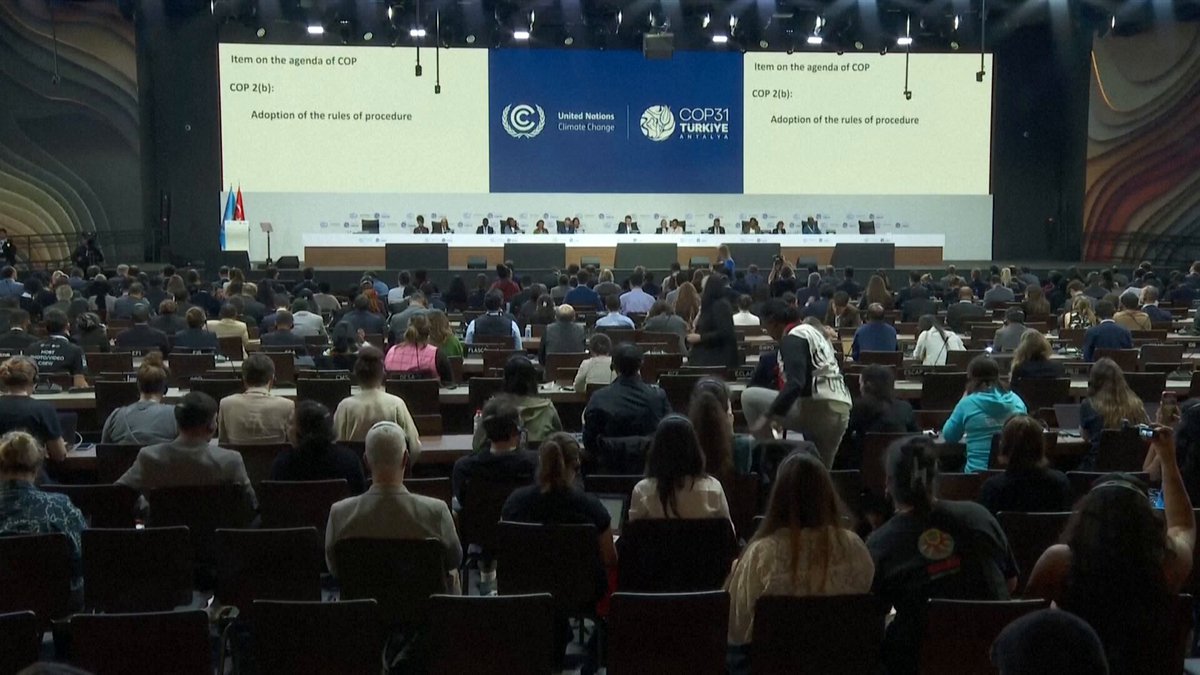 Item on the agenda of COP
COP 2(b):
Adoption of the rules of procedure
United Nations
Climate Change
COP31
TURKIYE
ANTALYA
Item on the agenda of COP
COP 2(b):
Adoption of the rules of procedure